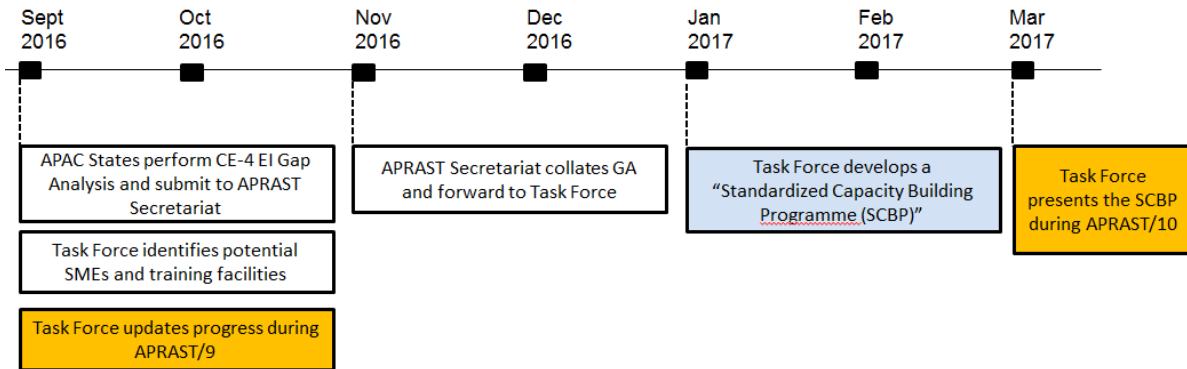 Sept
2016
Oct
2016
Nov
2016
Dec
2016
Jan
2017
Feb
2017
Mar
2017
APAC States perform CE-4 EI Gap
Analysis and submit to APRAST
Secretariat
Task Force identifies potential
SMEs and training facilities
Task Force updates progress during
APRAST/9
APRAST Secretariat collates GA
and forward to Task Force
Task Force develops a
“Standardized Capacity Building
Programme (SCBP)”
Task Force
presents the SCBP
during APRAST/10